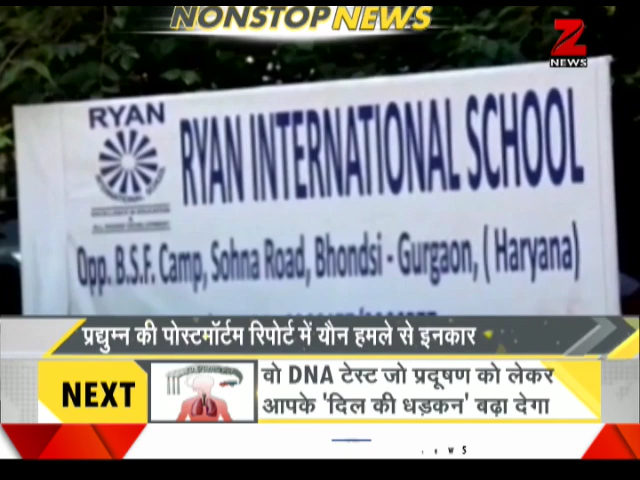 NONSTOP NEWS
Z
NEWS
RYAN
RYAN INTERNATIONAL SCHOOL
Opp. B.S.F. Camp, Sohna Road, Bhondsi - Gurgaon, ( Haryana)
प्रद्युम्न की पोस्टमॉर्टम रिपोर्ट में यौन हमले से इनकार
NEXT
वो DNA टेस्ट जो प्रदूषण को लेकर
आपके 'दिल की धड़कन' बढ़ा देगा